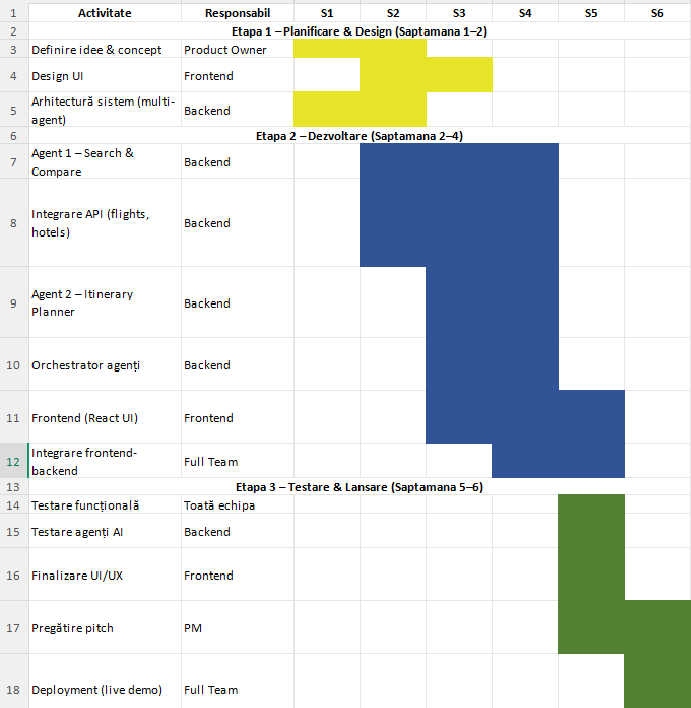 1 Activitate Responsabil S1 S2 S3 S4 S5 S6
2 Etapa 1 – Planificare & Design (Saptamana 1–2)
3 Definire idee & concept Product Owner
4 Design UI Frontend
5 Arhitectură sistem (multi-
agent) Backend
6 Etapa 2 – Dezvoltare (Saptamana 2–4)
7 Agent 1 – Search &
Compare Backend
8 Integrare API (flights,
hotels) Backend
9 Agent 2 – Itinerary
Planner Backend
10 Orchestrator agenți Backend
11 Frontend (React UI) Frontend
12 Integrare frontend-
backend Full Team
13 Etapa 3 – Testare & Lansare (Saptamana 5–6)
14 Testare funcțională Toată echipa
15 Testare agenți AI Backend
16 Finalizare UI/UX Frontend
17 Pregătire pitch PM
18 Deployment (live demo) Full Team